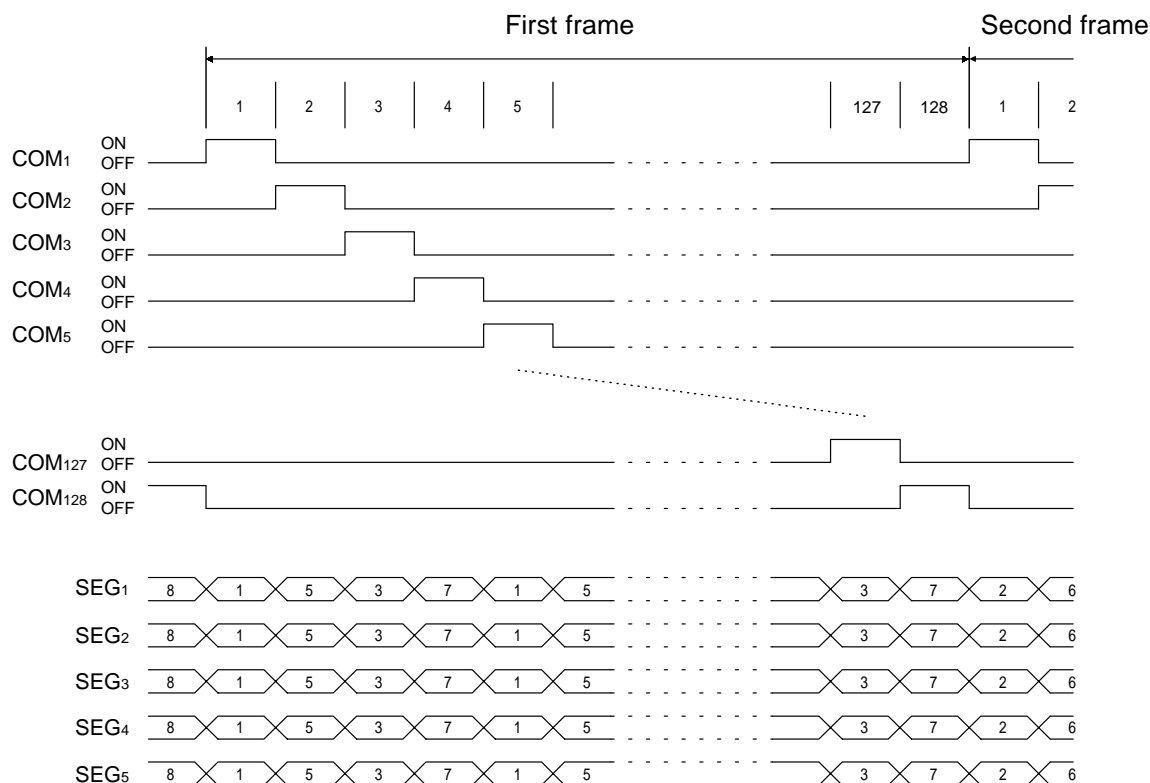 First frame Second frame
1 2 3 4 5 127 128 1 2
COM1 ON OFF
COM2 ON OFF
COM3 ON OFF
COM4 ON OFF
COM5 ON OFF
COM127 ON OFF
COM128 ON OFF
SEG1 8 1 5 3 7 1 5 3 7 2 6
SEG2 8 1 5 3 7 1 5 3 7 2 6
SEG3 8 1 5 3 7 1 5 3 7 2 6
SEG4 8 1 5 3 7 1 5 3 7 2 6
SEG5 8 1 5 3 7 1 5 3 7 2 6